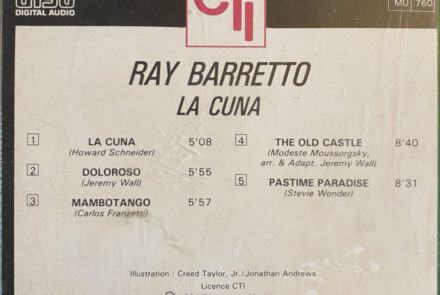 DIGITAL AUDIO
CTI
MU 760
RAY BARRETTO
LA CUNA
1 LA CUNA 5'08
(Howard Schneider)
2 DOLOROSO 5'55
(Jeremy Wall)
3 MAMBOTANGO 5'57
(Carlos Franzetti)
4 THE OLD CASTLE 8'40
(Modeste Moussorgsky,
arr. & Adapt. Jeremy Wall)
5 PASTIME PARADISE 8'31
(Stevie Wonder)
Illustration : Creed Taylor, Jr./Jonathan Andrews
Licence CTI